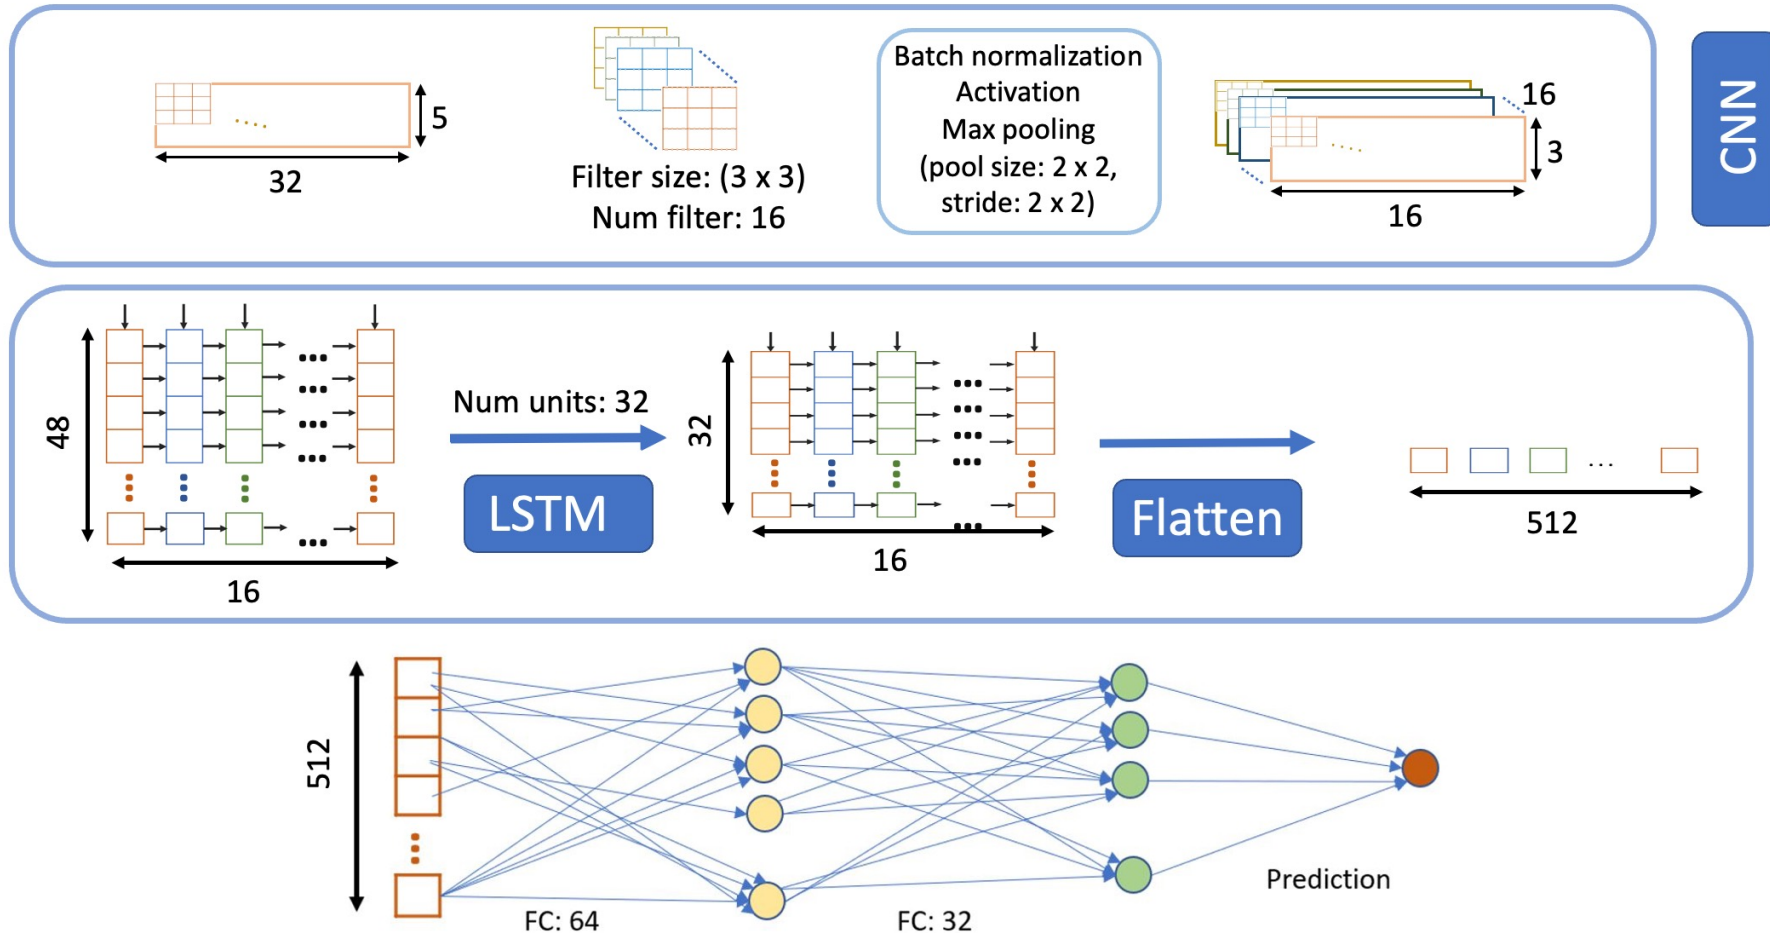 5
32
Filter size: (3 x 3)
Num filter: 16
Batch normalization
Activation
Max pooling
(pool size: 2 x 2,
stride: 2 x 2)
16
3
16
CNN
48
16
Num units: 32
LSTM
32
16
Flatten
...
512
512
FC: 64
FC: 32
Prediction